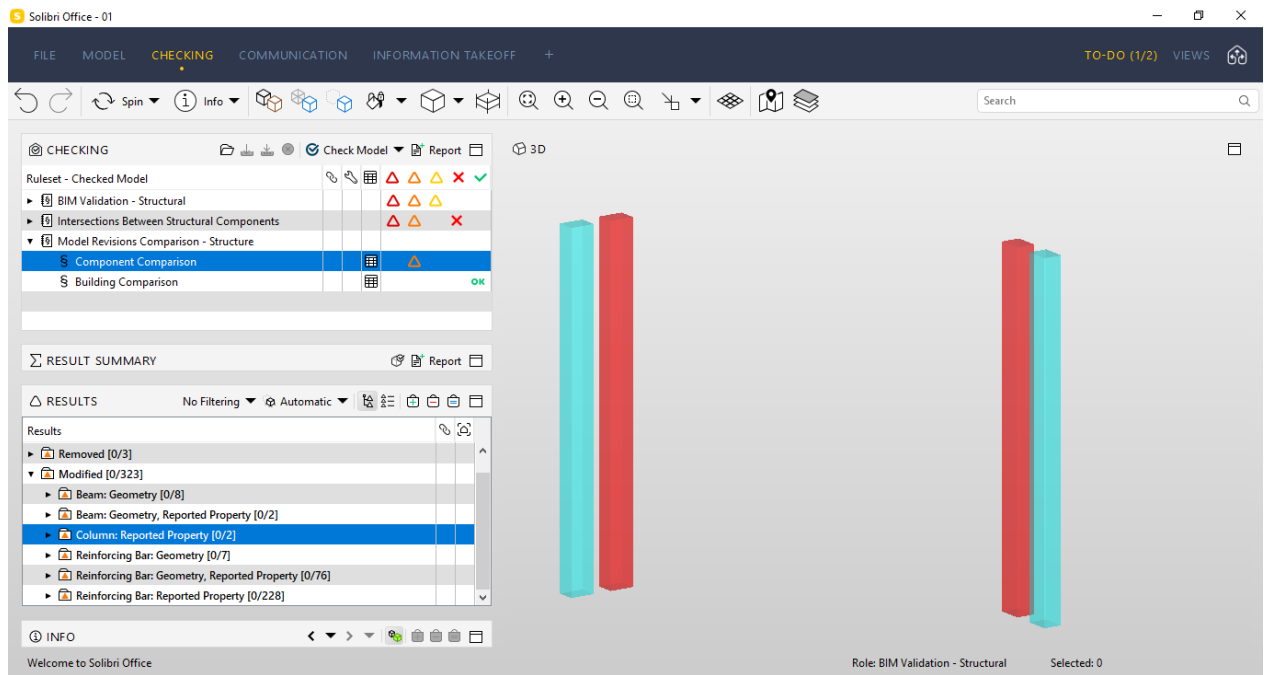 S Solibri Office - 01
FILE MODEL CHECKING COMMUNICATION INFORMATION TAKEOFF + TO-DO (1/2) VIEWS
Spin Info Search
CHECKING Check Model Report 3D
Ruleset - Checked Model
§ BIM Validation - Structural
§ Intersections Between Structural Components
§ Model Revisions Comparison - Structure
§ Component Comparison
§ Building Comparison OK
∑ RESULT SUMMARY Report
RESULTS No Filtering Automatic
Results
Removed [0/3]
Modified [0/323]
Beam: Geometry [0/8]
Beam: Geometry, Reported Property [0/2]
Column: Reported Property [0/2]
Reinforcing Bar: Geometry [0/7]
Reinforcing Bar: Geometry, Reported Property [0/76]
Reinforcing Bar: Reported Property [0/228]
INFO
Welcome to Solibri Office Role: BIM Validation - Structural Selected: 0